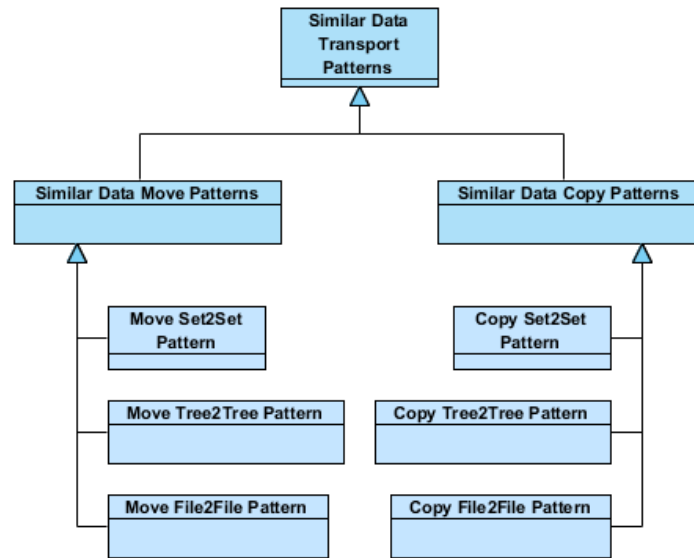 Similar Data
Transport
Patterns
Similar Data Move Patterns
Similar Data Copy Patterns
Move Set2Set
Pattern
Copy Set2Set
Pattern
Move Tree2Tree Pattern
Copy Tree2Tree Pattern
Move File2File Pattern
Copy File2File Pattern